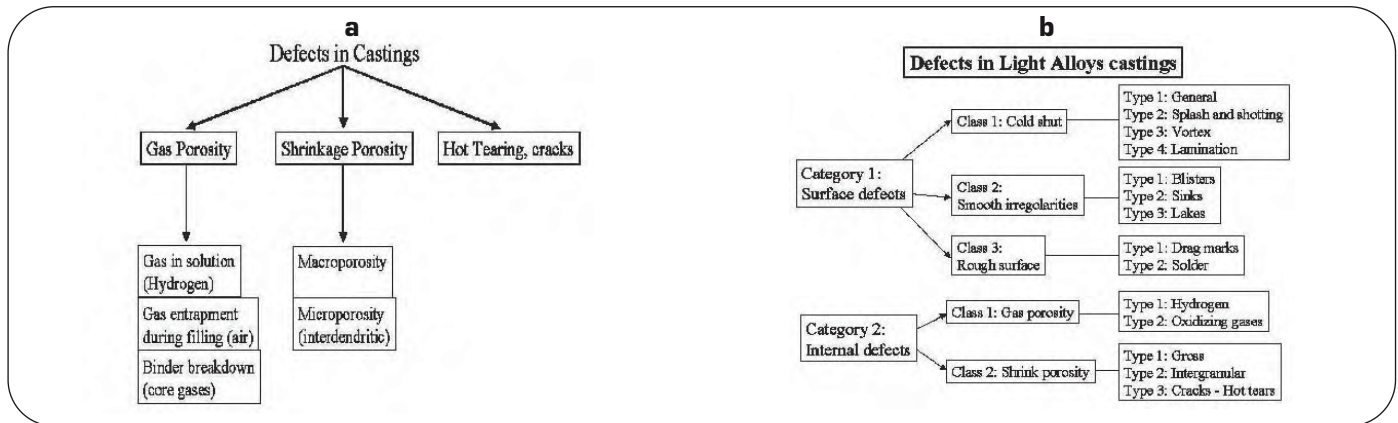 a
Defects in Castings
Gas Porosity
Shrinkage Porosity
Hot Tearing, cracks
Gas in solution
(Hydrogen)
Gas entrapment
during filling (air)
Binder breakdown
(core gases)
Macroporosity
Microporosity
(interdendritic)
b
Defects in Light Alloys castings
Category 1:
Surface defects
Class 1: Cold shut
Type 1: General
Type 2: Splash and shotting
Type 3: Vortex
Type 4: Lamination
Class 2:
Smooth irregolarities
Type 1: Blisters
Type 2: Sinks
Type 3: Lakes
Class 3:
Rough surface
Type 1: Drag marks
Type 2: Solder
Category 2:
Internal defects
Class 1: Gas porosity
Type 1: Hydrogen
Type 2: Oxidizing gases
Class 2: Shrink porosity
Type 1: Gross
Type 2: Intergranular
Type 3: Cracks - Hot tears